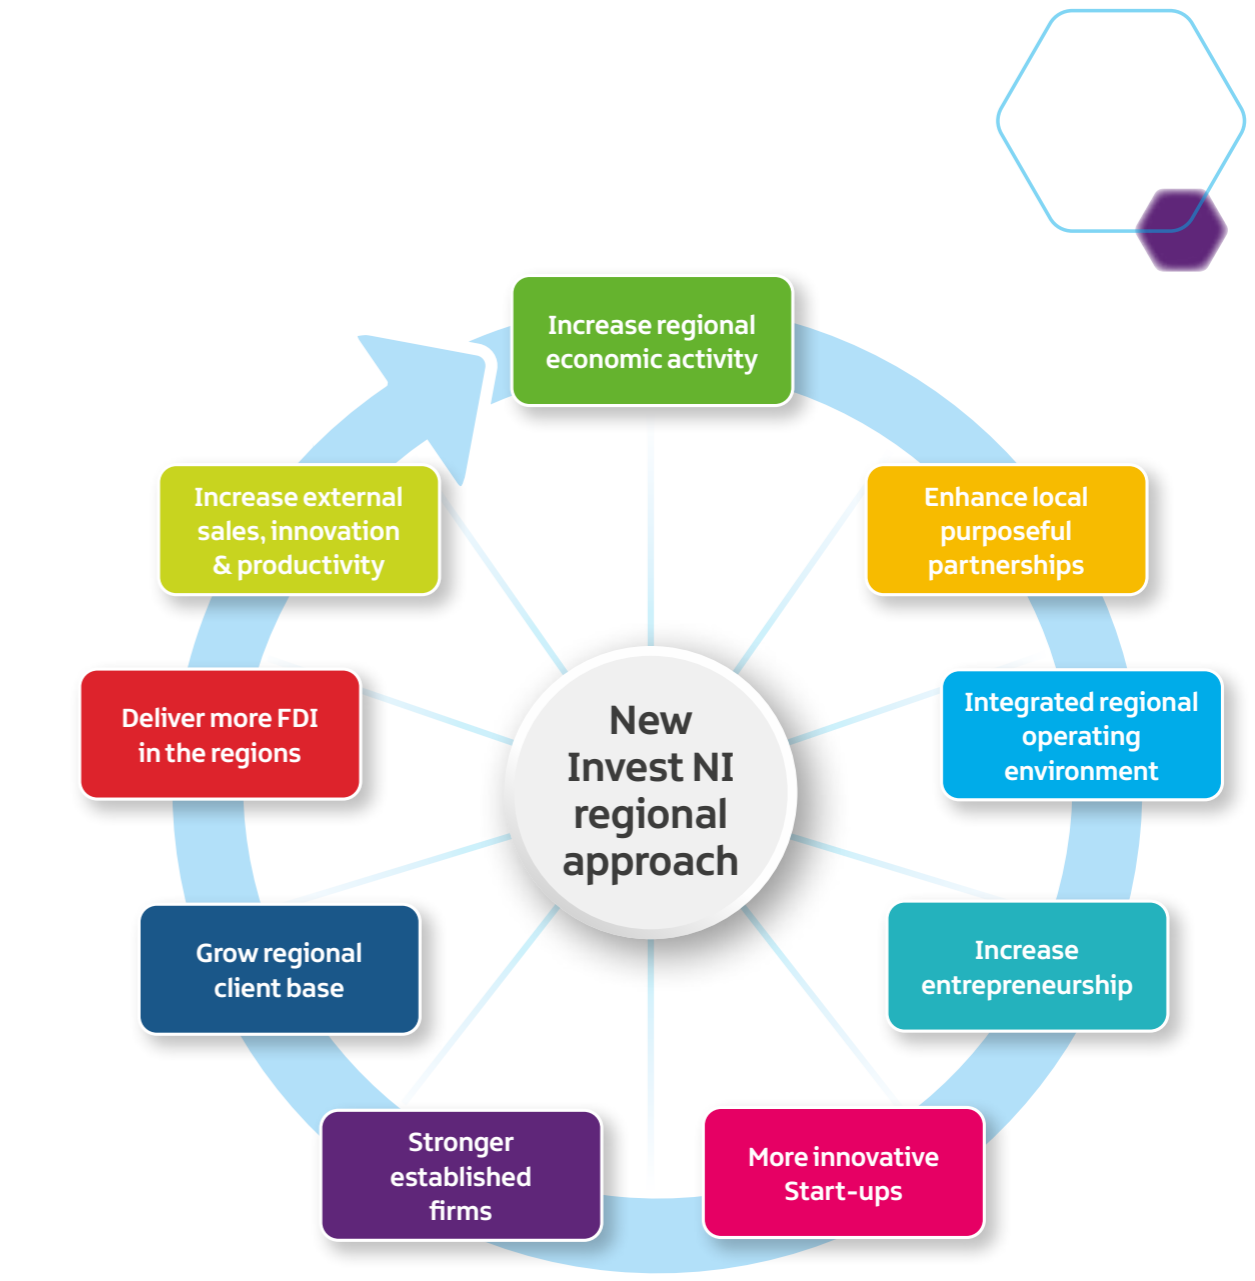 Increase regional
economic activity
Enhance local
purposeful
partnerships
Integrated regional
operating
environment
Increase
entrepreneurship
More innovative
Start-ups
Stronger
established
firms
Grow regional
client base
Deliver more FDI
in the regions
Increase external
sales, innovation
& productivity
New
Invest NI
regional
approach